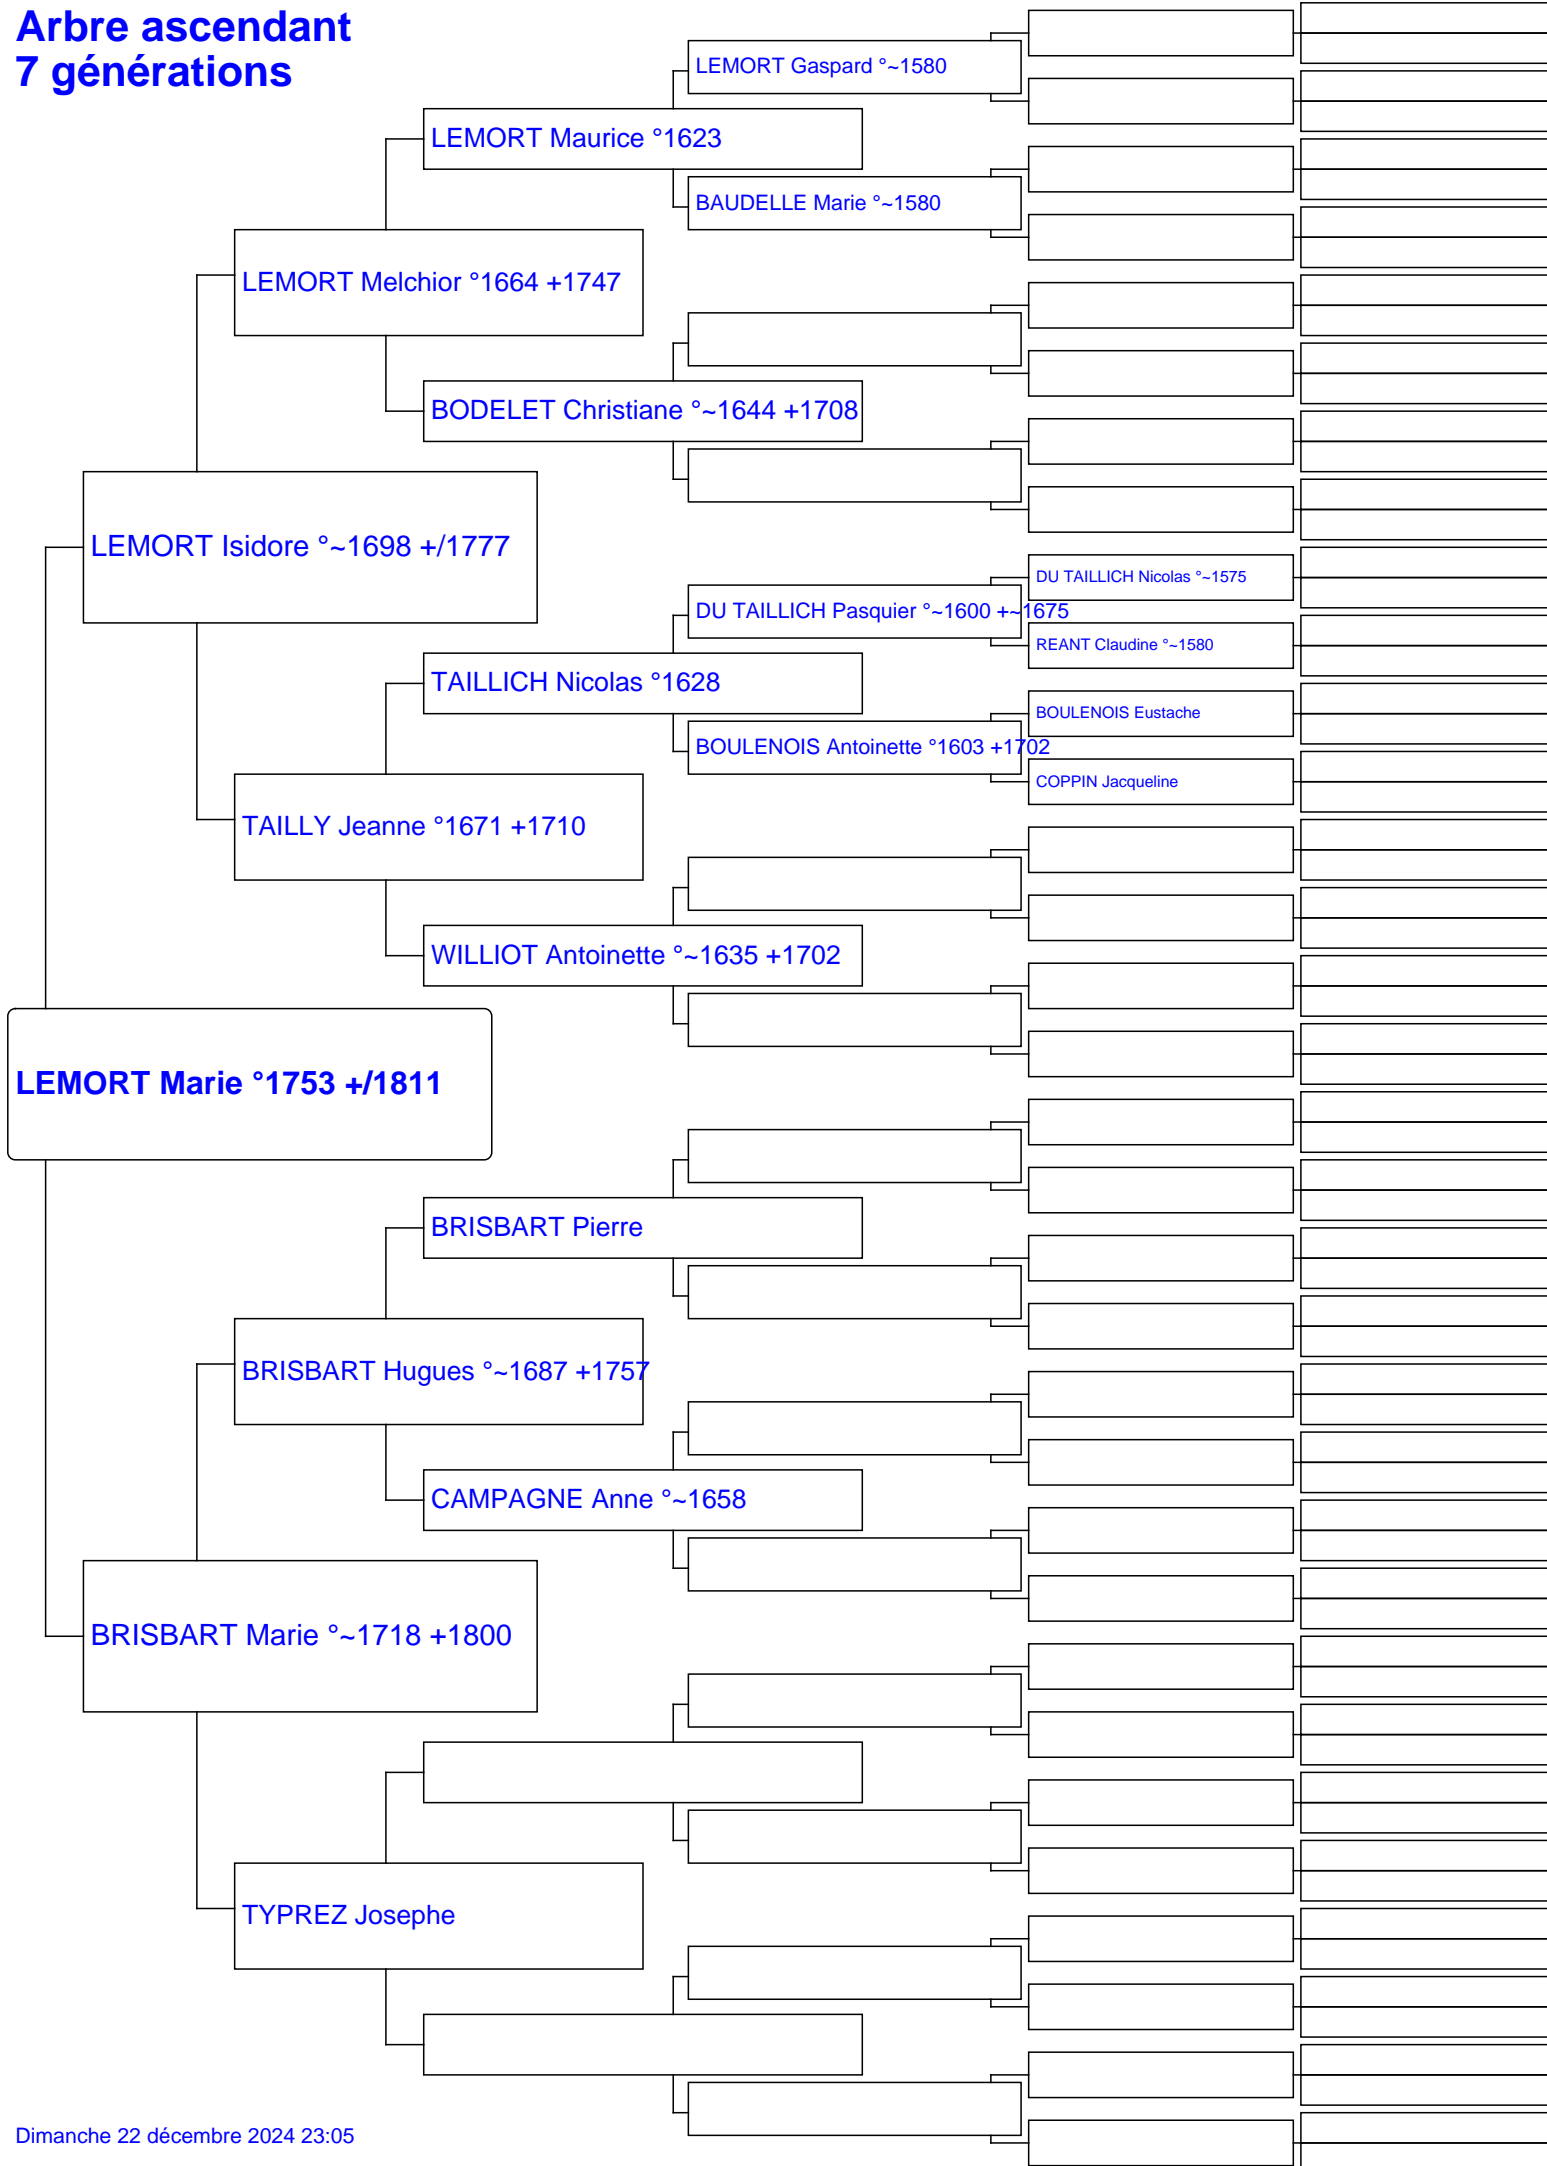 Arbre ascendant
7 générations
LEMORT Gaspard °~1580
LEMORT Maurice °1623
BAUDELLE Marie °~1580
LEMORT Melchior °1664 +1747
BODELET Christiane °~1644 +1708
LEMORT Isidore °~1698 +/1777
DU TAILLICH Nicolas °~1575
DU TAILLICH Pasquier °~1600 +~1675
REANT Claudine °~1580
TAILLICH Nicolas °1628
BOULENOIS Eustache
BOULENOIS Antoinette °1603 +1702
COPPIN Jacqueline
TAILLY Jeanne °1671 +1710
WILLIOT Antoinette °~1635 +1702
LEMORT Marie °1753 +/1811
BRISBART Pierre
BRISBART Hugues °~1687 +1757
CAMPAGNE Anne °~1658
BRISBART Marie °~1718 +1800
TYPREZ Josephe
Dimanche 22 décembre 2024 23:05